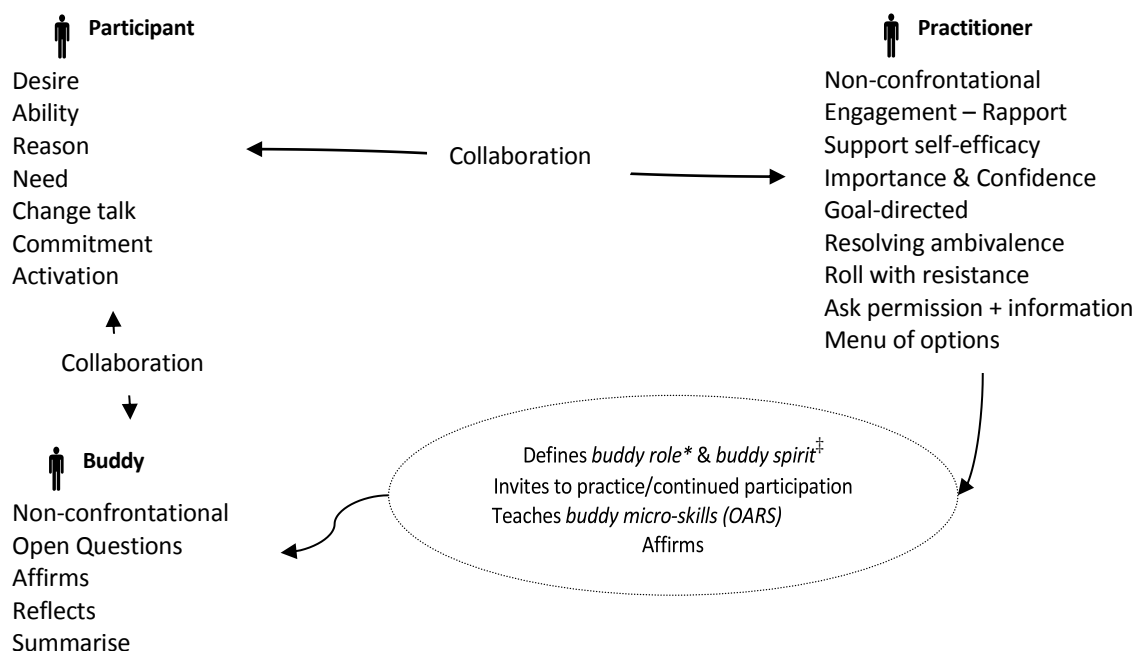 Participant
Desire
Ability
Reason
Need
Change talk
Commitment
Activation
Collaboration
Practitioner
Non-confrontational
Engagement – Rapport
Support self-efficacy
Importance & Confidence
Goal-directed
Resolving ambivalence
Roll with resistance
Ask permission + information
Menu of options
Collaboration
Buddy
Non-confrontational
Open Questions
Affirms
Reflects
Summarise
Defines buddy role* & buddy spirit‡
Invites to practice/continued participation
Teaches buddy micro-skills (OARS)
Affirms